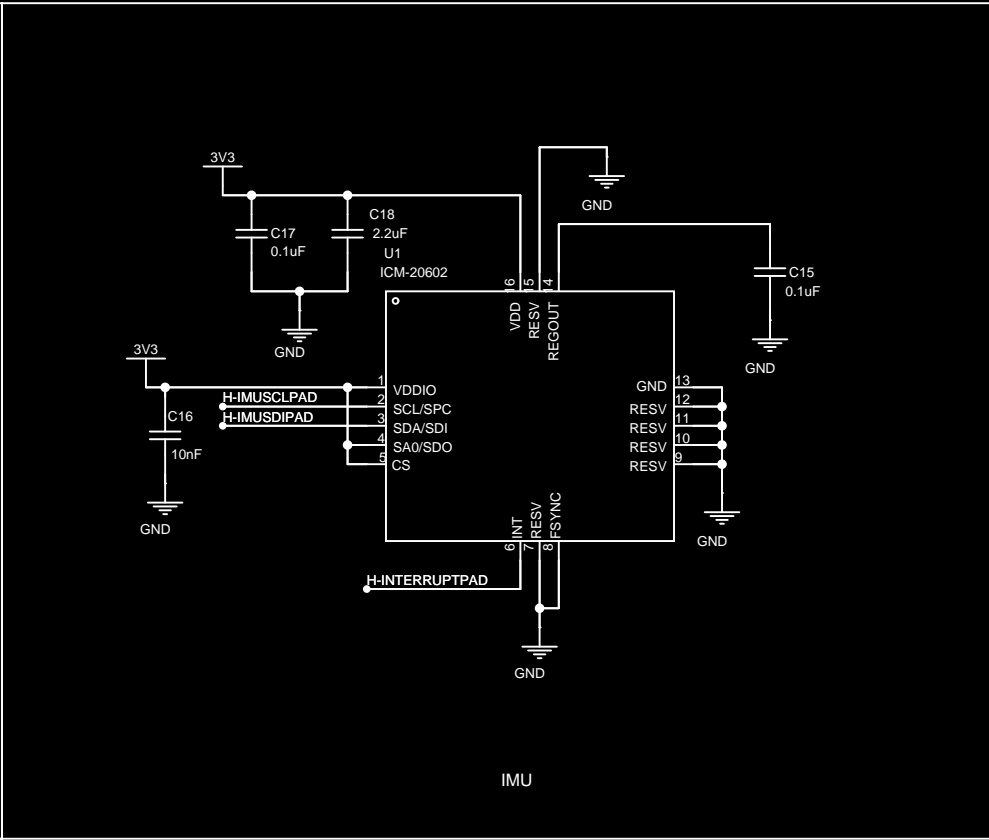 3V3
GND
C17
0.1uF
C18
2.2uF
U1
ICM-20602
C15
0.1uF
16
15
14
VDD
RESV
REGOUT
GND
GND
3V3
C16
10nF
GND
H-IMUSCLPAD
H-IMUSDIPAD
1
VDDIO
2
SCL/SPC
3
SDA/SDI
4
SA0/SDO
5
CS
GND
13
RESV
12
RESV
11
RESV
10
RESV
9
GND
INT
RESV
FSYNC
6
7
8
H-INTERRUPTPAD
GND
IMU